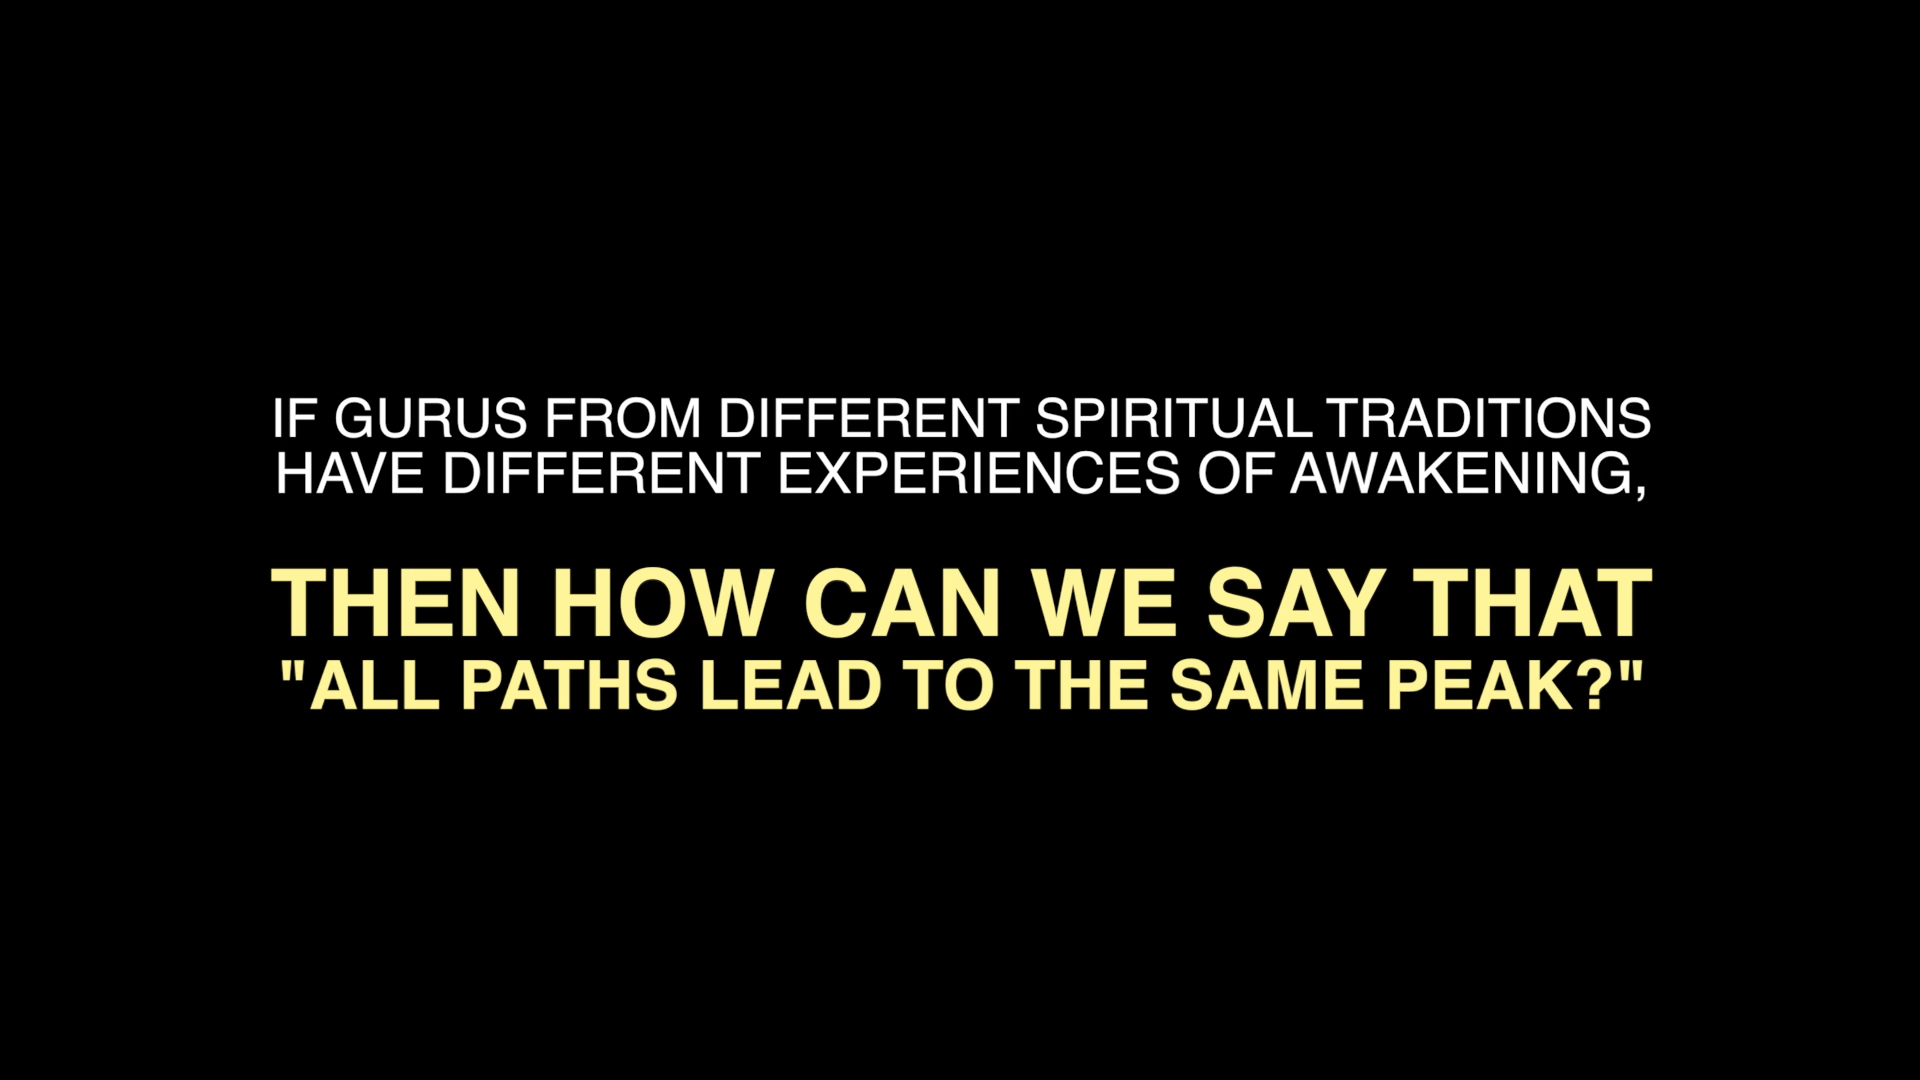 IF GURUS FROM DIFFERENT SPIRITUAL TRADITIONS
HAVE DIFFERENT EXPERIENCES OF AWAKENING,
THEN HOW CAN WE SAY THAT
"ALL PATHS LEAD TO THE SAME PEAK?"